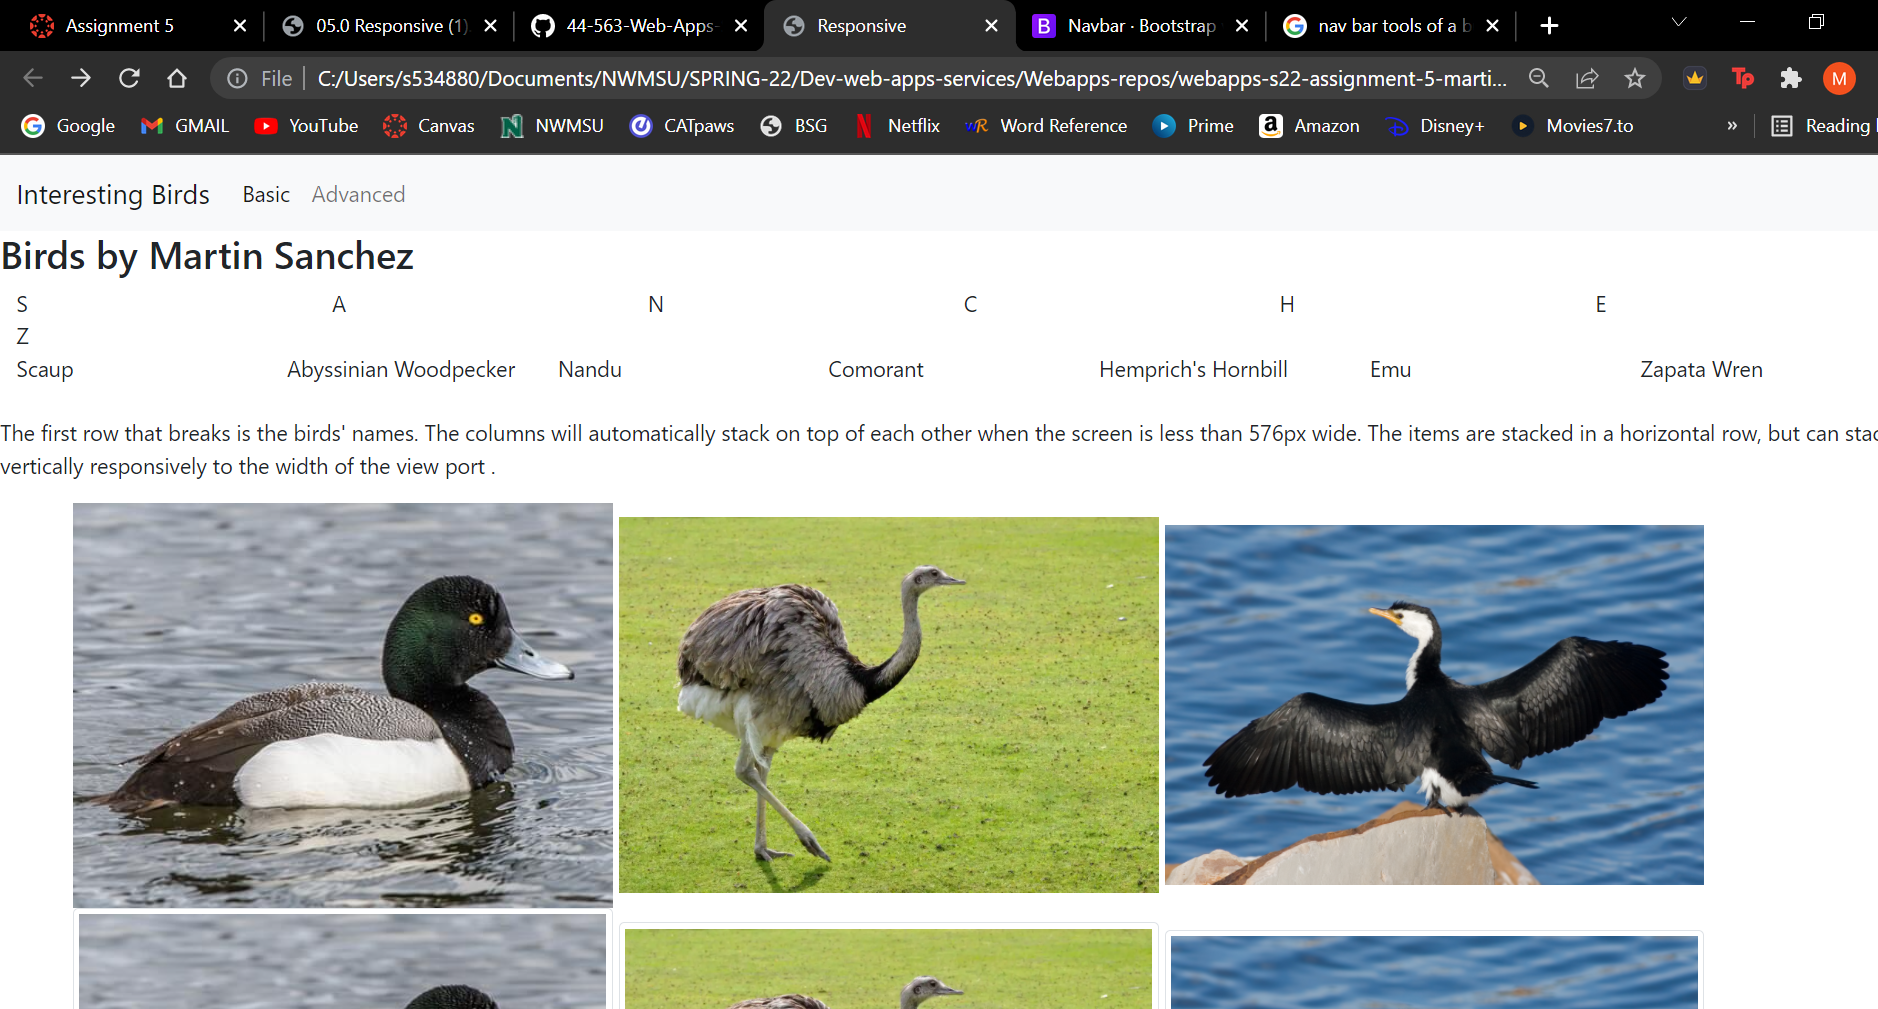 Assignment 5
05.0 Responsive (1)
44-563-Web-Apps-
Responsive
Navbar · Bootstrap
nav bar tools of a b
File
C:/Users/s534880/Documents/NWMSU/SPRING-22/Dev-web-apps-services/Webapps-repos/webapps-s22-assignment-5-marti...
M
Google GMAIL YouTube Canvas NWMSU CATpaws BSG Netflix Word Reference Prime Amazon Disney+ Movies7.to » Reading
Interesting Birds Basic Advanced
Birds by Martin Sanchez
S A N C H E
Z
Scaup Abyssinian Woodpecker Nandu Comorant Hemprich's Hornbill Emu Zapata Wren
The first row that breaks is the birds' names. The columns will automatically stack on top of each other when the screen is less than 576px wide. The items are stacked in a horizontal row, but can stac
vertically responsively to the width of the view port .